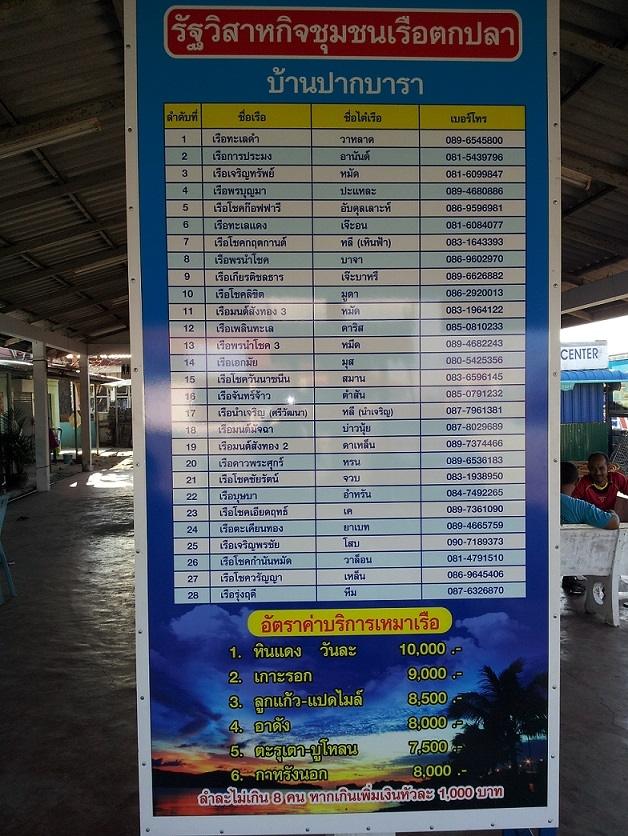 รัฐวิสาหกิจชุมชนเรือตกปลา
บ้านปากบารา
ลำดับที่ ชื่อเรือ ชื่อไต๋เรือ เบอร์โทร
1 เรือทะเลดำ วาหลาด 089-6545800
2 เรือการประมง อานันต์ 081-5439796
3 เรือเจริญทรัพย์ หมัด 081-6099847
4 เรือพรบุญมา ปะแหละ 089-4680886
5 เรือโชคก๊อฟฟารี อับดุลเลาะห์ 086-9596981
6 เรือทะเลแดง เจ๊ะอน 081-6084077
7 เรือโชคกฤตกานต์ หลี (เหินฟ้า) 083-1643393
8 เรือพรนำโชค บาจา 086-9602970
9 เรือเกียรติชลธาร เจ๊ะบาหรี 089-6626882
10 เรือโชคลิขิต มูดา 086-2920013
11 เรือมนต์สังทอง 3 หมัด 083-1964122
12 เรือเพลินทะเล คาริส 085-0810233
13 เรือพรนำโชค 3 หมีด 089-4682243
14 เรือเอกมัย มุส 080-5425356
15 เรือโชควันนาชนีน สมาน 083-6596145
16 เรือจันทร์จ้าว ตำสัน 085-0791232
17 เรือนำเจริญ (ศรีวัฒนา) หลี (นำเจริญ) 087-7961381
18 เรือมนต์มัจฉา บ่าวนุ้ย 087-8029689
19 เรือมนต์สังทอง 2 ดาเหล็น 089-7374466
20 เรือดาวพระศุกร์ หรน 089-6536183
21 เรือโชคชัยรัตน์ จวบ 083-1938950
22 เรือบุษบา อำหรัน 084-7492265
23 เรือโชคเอียดฤทธ์ เค 089-7361090
24 เรือตะเคียนทอง ยาเบท 089-4665759
25 เรือเจริญพรชัย โสบ 090-7189373
26 เรือโชคกำนันหมัด วาล็อน 081-4791510
27 เรือโชควรัญญา เหล็น 086-9645406
28 เรือรุ่งฤดี หีม 087-6326870
อัตราค่าบริการเหมาเรือ
1. หินแดง วันละ 10,000 .-
2. เกาะรอก 9,000 .-
3. ลูกแก้ว-แปดไมล์ 8,500 .-
4. อาดัง 8,000 .-
5. ตะรุเตา-บูโหลน 7,500 .-
6. กาหรังนอก 8,000 .-
ลำละไม่เกิน 8 คน หากเกินเพิ่มเงินหัวละ 1,000 บาท
CENTER